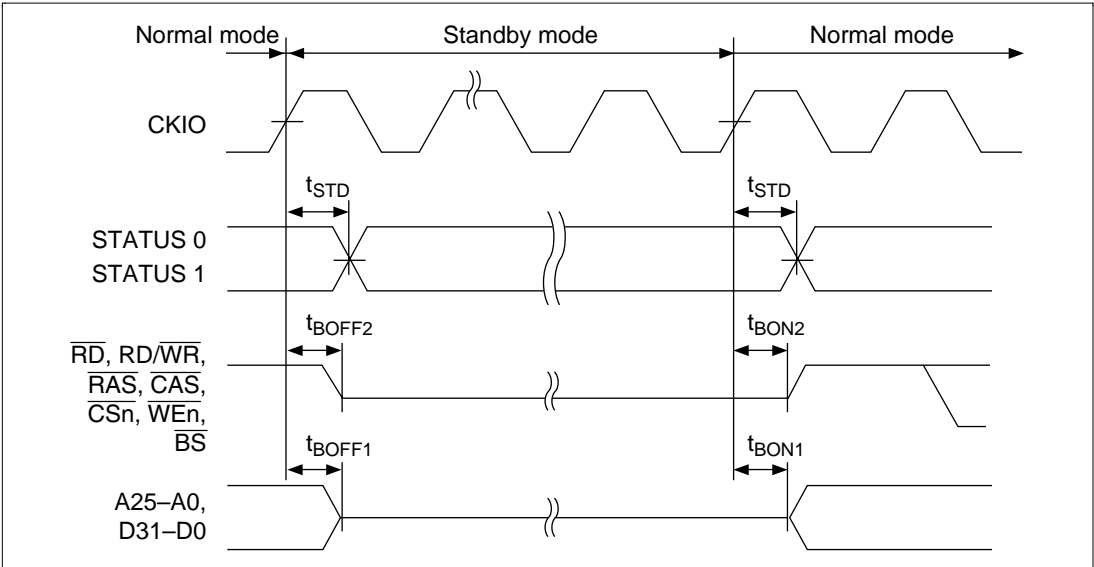 Normal mode Standby mode Normal mode
CKIO
tSTD tSTD
STATUS 0
STATUS 1
tBOFF2 tBON2
RD, RD/WR,
RAS, CAS,
CSn, WEn,
BS
tBOFF1 tBON1
A25–A0,
D31–D0